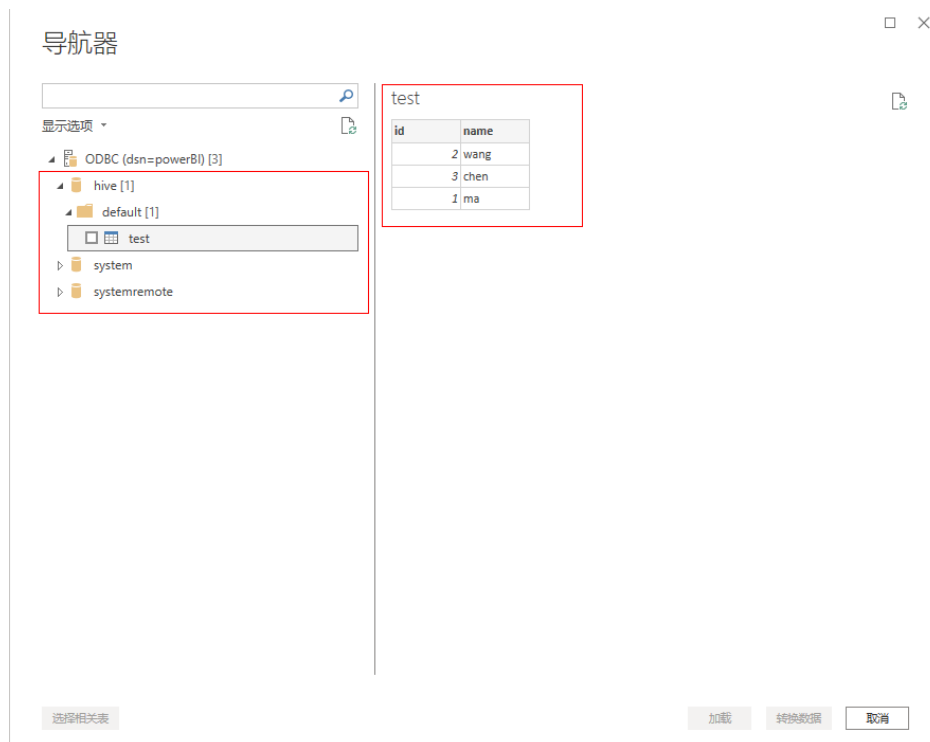 导航器
显示选项
ODBC (dsn=powerBI) [3]
hive [1]
default [1]
test
system
systemremote
test
id name
2 wang
3 chen
1 ma
选择相关表 加载 转换数据 取消